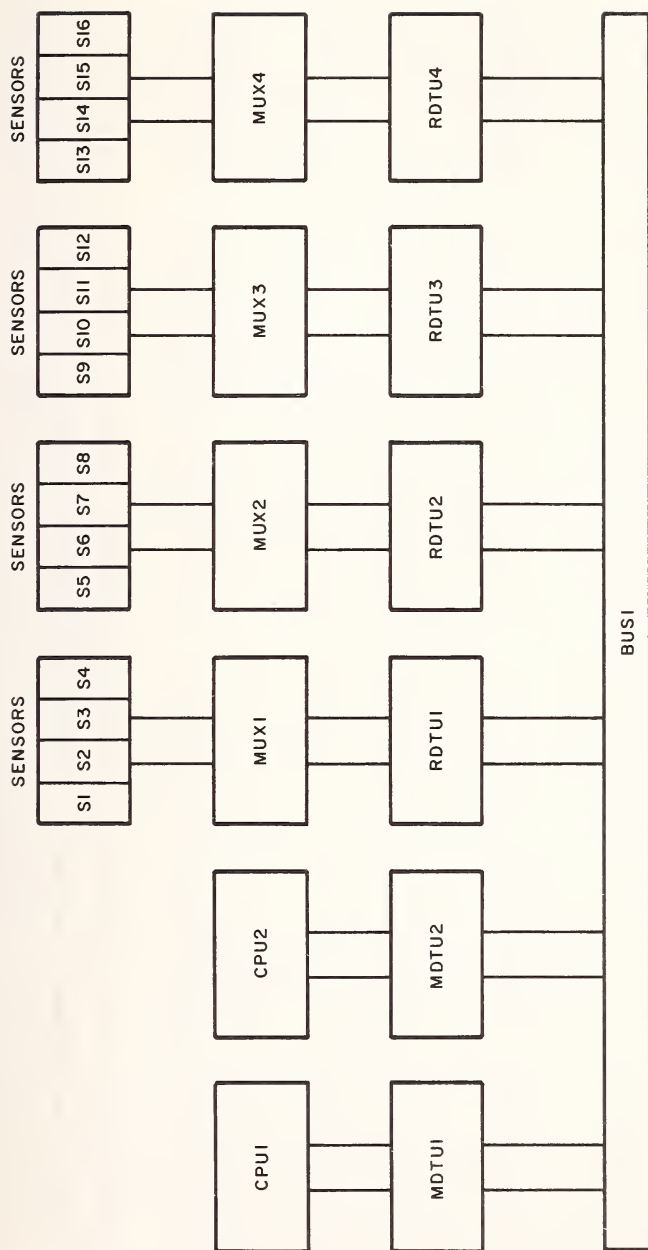 SENSORS SENSORS SENSORS SENSORS
S1 S2 S3 S4 S5 S6 S7 S8 S9 S10 S11 S12 S13 S14 S15 S16
CPU1 CPU2 MUX1 MUX2 MUX3 MUX4
MDTU1 MDTU2 RDTU1 RDTU2 RDTU3 RDTU4
BUS1